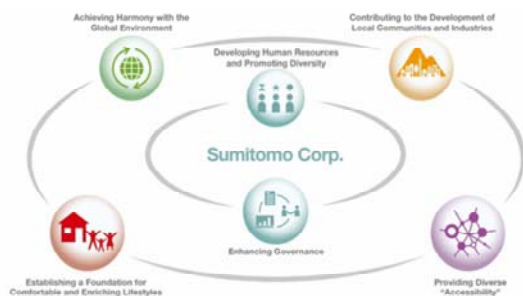 Achieving Harmony with the
Global Environment
Contributing to the Development of
Local Communities and Industries
Developing Human Resources
and Promoting Diversity
Sumitomo Corp.
Enhancing Governance
Establishing a Foundation for
Comfortable and Enriching Lifestyles
Providing Diverse
"Accessibility"